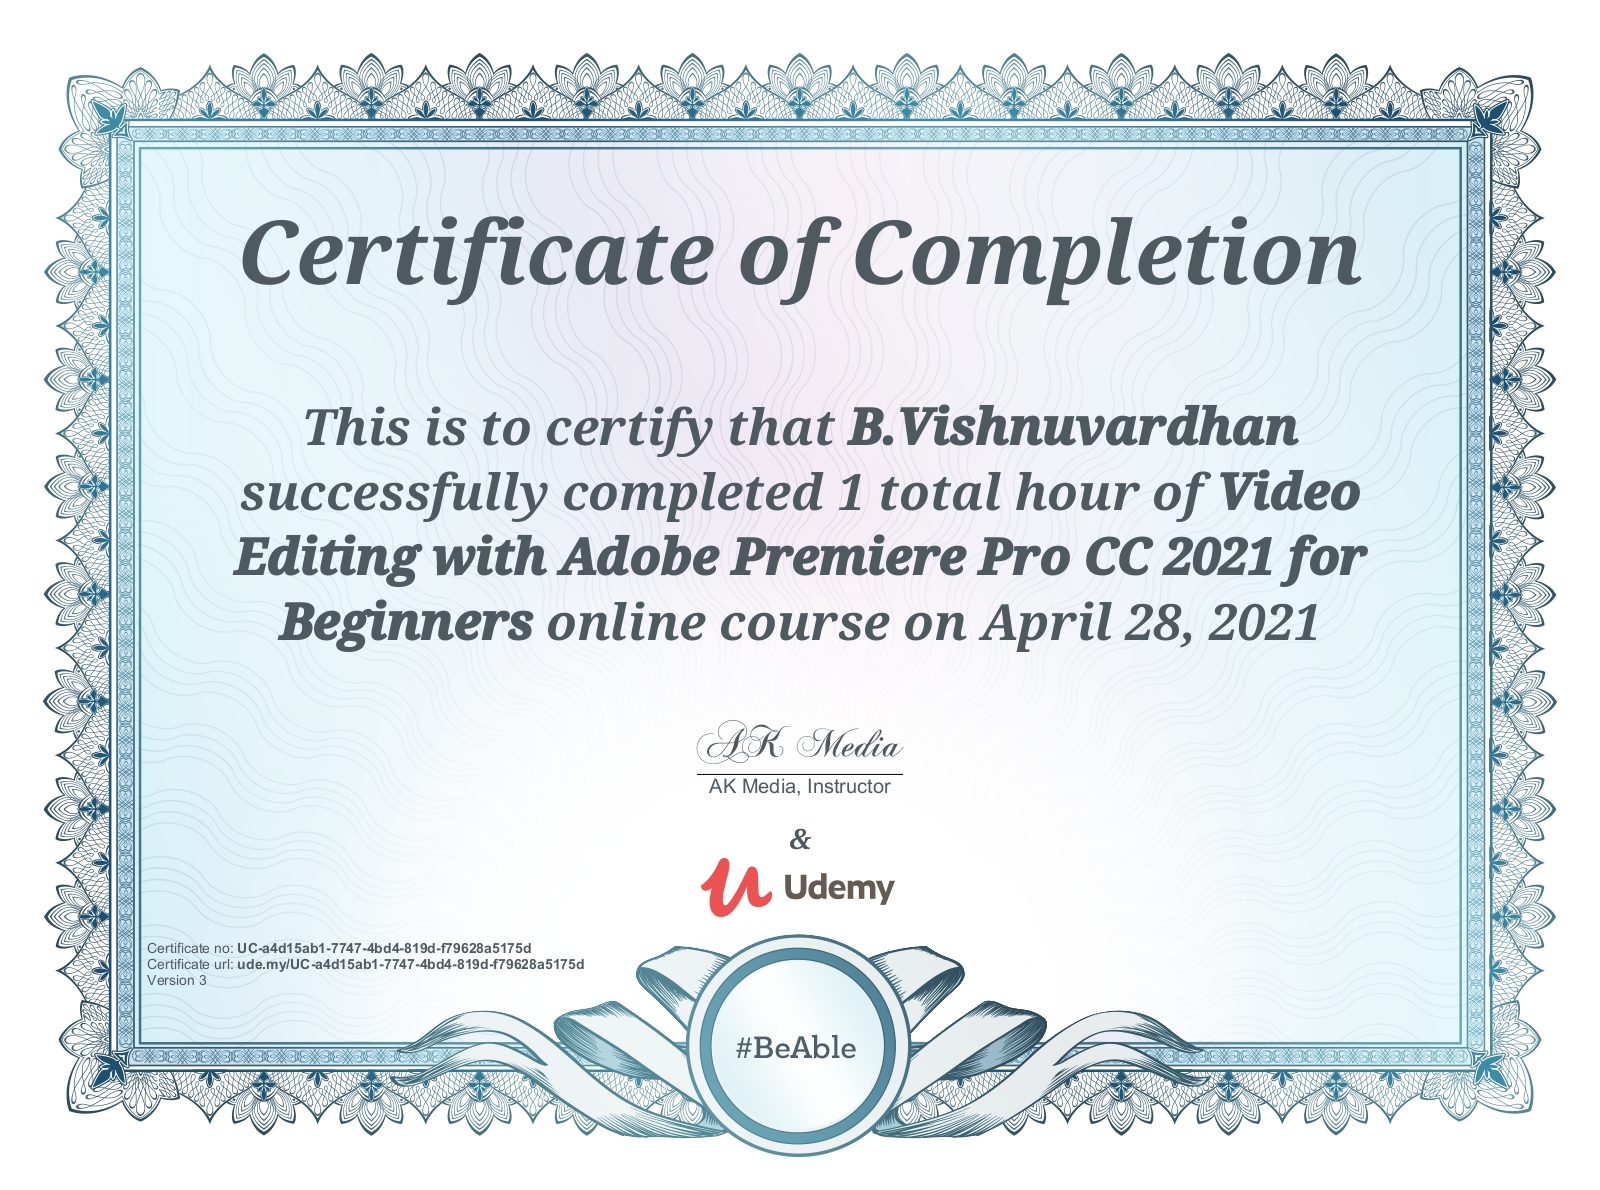 Certificate of Completion
This is to certify that B.Vishnuvardhan
successfully completed 1 total hour of Video
Editing with Adobe Premiere Pro CC 2021 for
Beginners online course on April 28, 2021
AK Media
AK Media, Instructor
&
Udemy
Certificate no: UC-a4d15ab1-7747-4bd4-819d-f79628a5175d
Certificate url: ude.my/UC-a4d15ab1-7747-4bd4-819d-f79628a5175d
Version 3
#BeAble